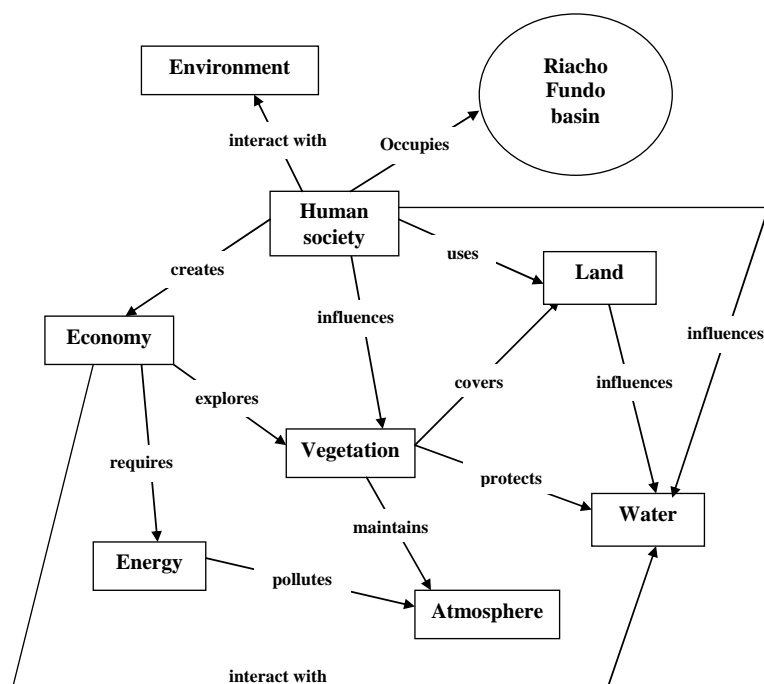 Environment
Riacho
Fundo
basin
interact with
Occupies
Human
society
uses
Land
creates
influences
Economy
influences
covers
influences
explores
Vegetation
requires
protects
Water
maintains
Energy
pollutes
Atmosphere
interact with